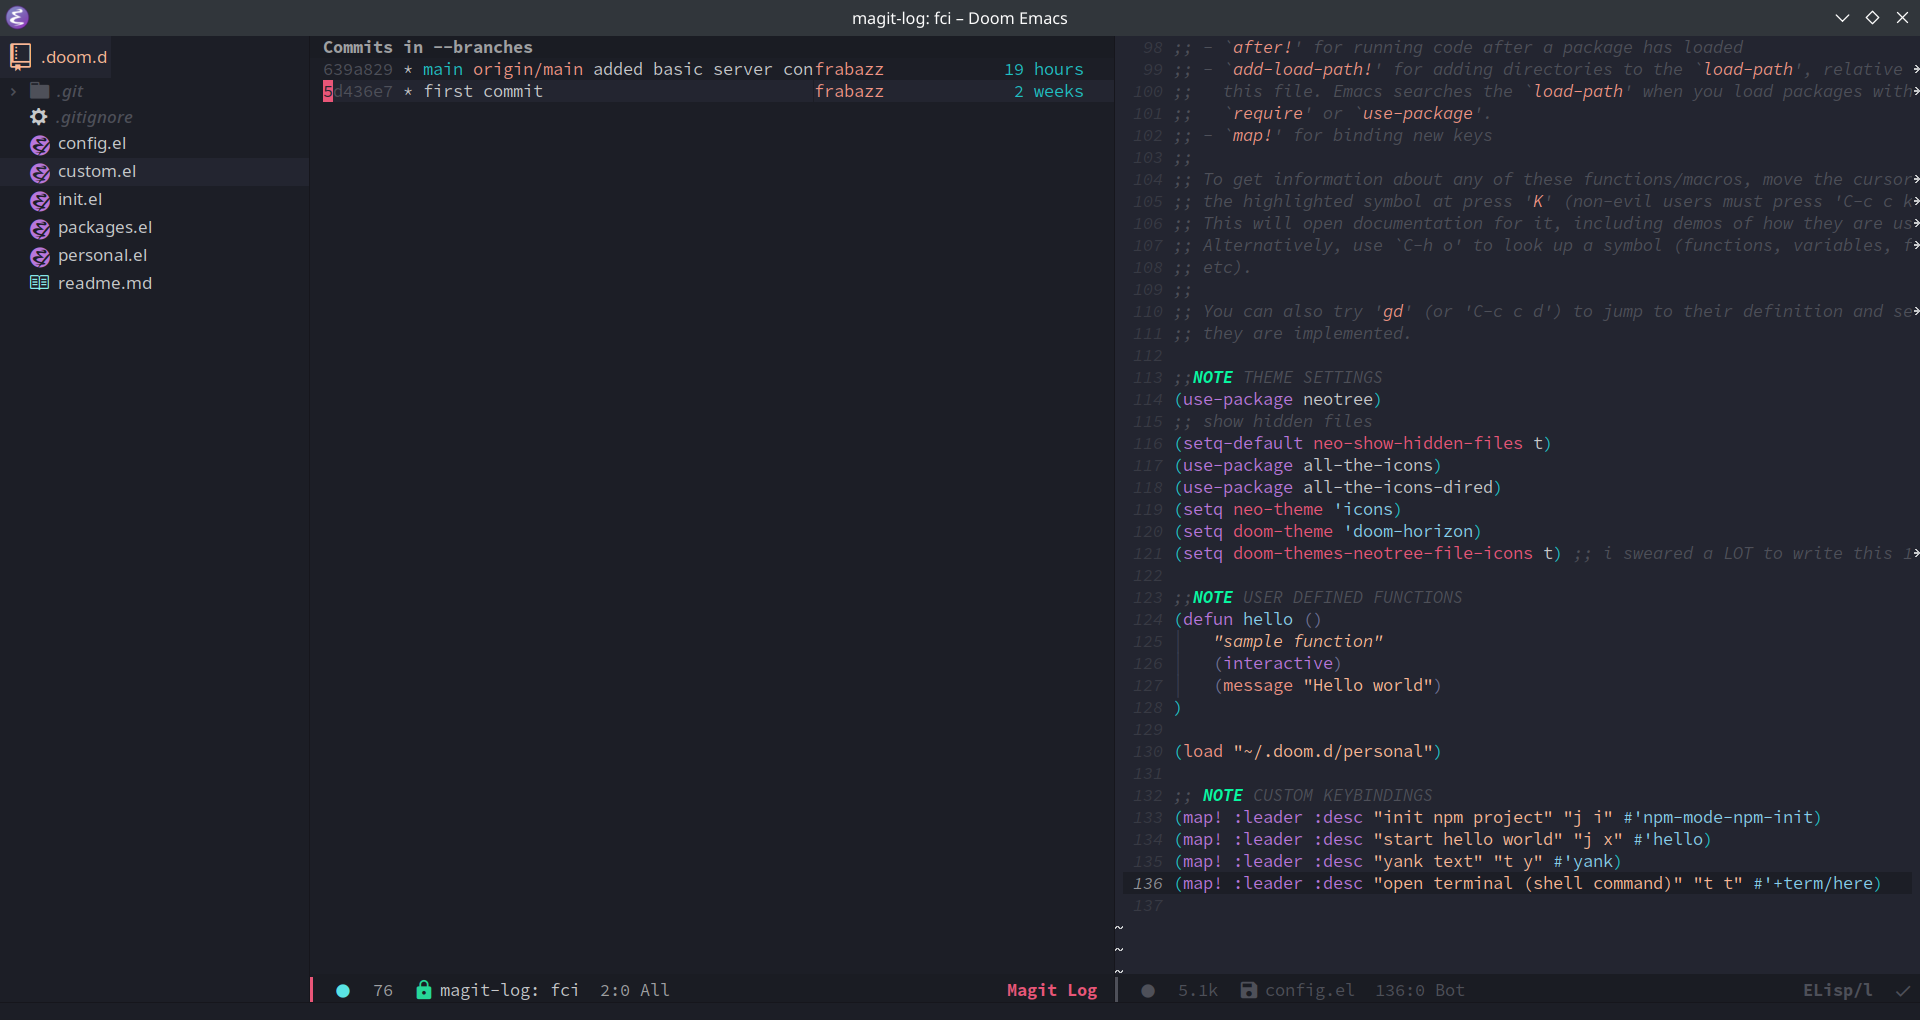 magit-log: fci – Doom Emacs
.doom.d
.git
.gitignore
config.el
custom.el
init.el
packages.el
personal.el
readme.md
Commits in --branches
639a829 * main origin/main added basic server confrabazz 19 hours
5d436e7 * first commit frabazz 2 weeks
76 magit-log: fci 2:0 All Magit Log
98 ;; - `after!' for running code after a package has loaded
99 ;; - `add-load-path!' for adding directories to the `load-path', relative
100 ;;   this file. Emacs searches the `load-path' when you load packages with
101 ;;   `require' or `use-package'.
102 ;; - `map!' for binding new keys
103 ;;
104 ;; To get information about any of these functions/macros, move the cursor
105 ;; the highlighted symbol at press 'K' (non-evil users must press 'C-c c k
106 ;; This will open documentation for it, including demos of how they are us
107 ;; Alternatively, use `C-h o' to look up a symbol (functions, variables, f
108 ;; etc).
109 ;;
110 ;; You can also try 'gd' (or 'C-c c d') to jump to their definition and se
111 ;; they are implemented.
112
113 ;;NOTE THEME SETTINGS
114 (use-package neotree)
115 ;; show hidden files
116 (setq-default neo-show-hidden-files t)
117 (use-package all-the-icons)
118 (use-package all-the-icons-dired)
119 (setq neo-theme 'icons)
120 (setq doom-theme 'doom-horizon)
121 (setq doom-themes-neotree-file-icons t) ;; i sweared a LOT to write this l
122
123 ;;NOTE USER DEFINED FUNCTIONS
124 (defun hello ()
125     "sample function"
126     (interactive)
127     (message "Hello world")
128 )
129
130 (load "~/.doom.d/personal")
131
132 ;; NOTE CUSTOM KEYBINDINGS
133 (map! :leader :desc "init npm project" "j i" #'npm-mode-npm-init)
134 (map! :leader :desc "start hello world" "j x" #'hello)
135 (map! :leader :desc "yank text" "t y" #'yank)
136 (map! :leader :desc "open terminal (shell command)" "t t" #'+term/here)
137
~
~
~
5.1k config.el 136:0 Bot ELisp/l